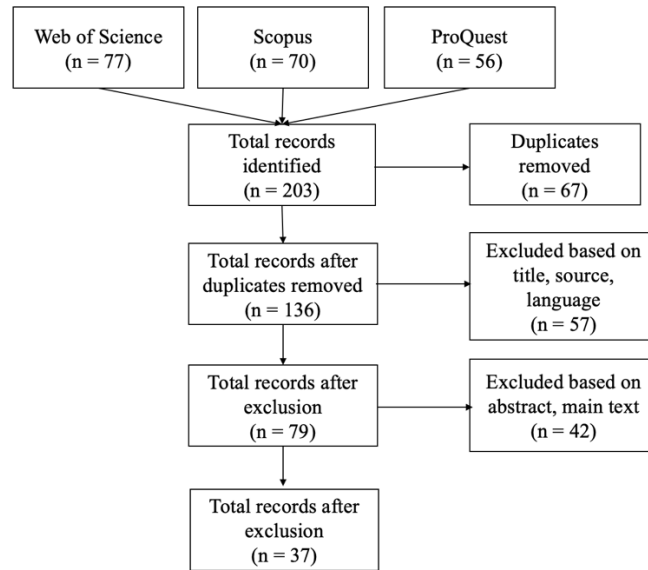 Web of Science
(n = 77)
Scopus
(n = 70)
ProQuest
(n = 56)
Total records
identified
(n = 203)
Duplicates
removed
(n = 67)
Total records after
duplicates removed
(n = 136)
Excluded based on
title, source,
language
(n = 57)
Total records after
exclusion
(n = 79)
Excluded based on
abstract, main text
(n = 42)
Total records after
exclusion
(n = 37)